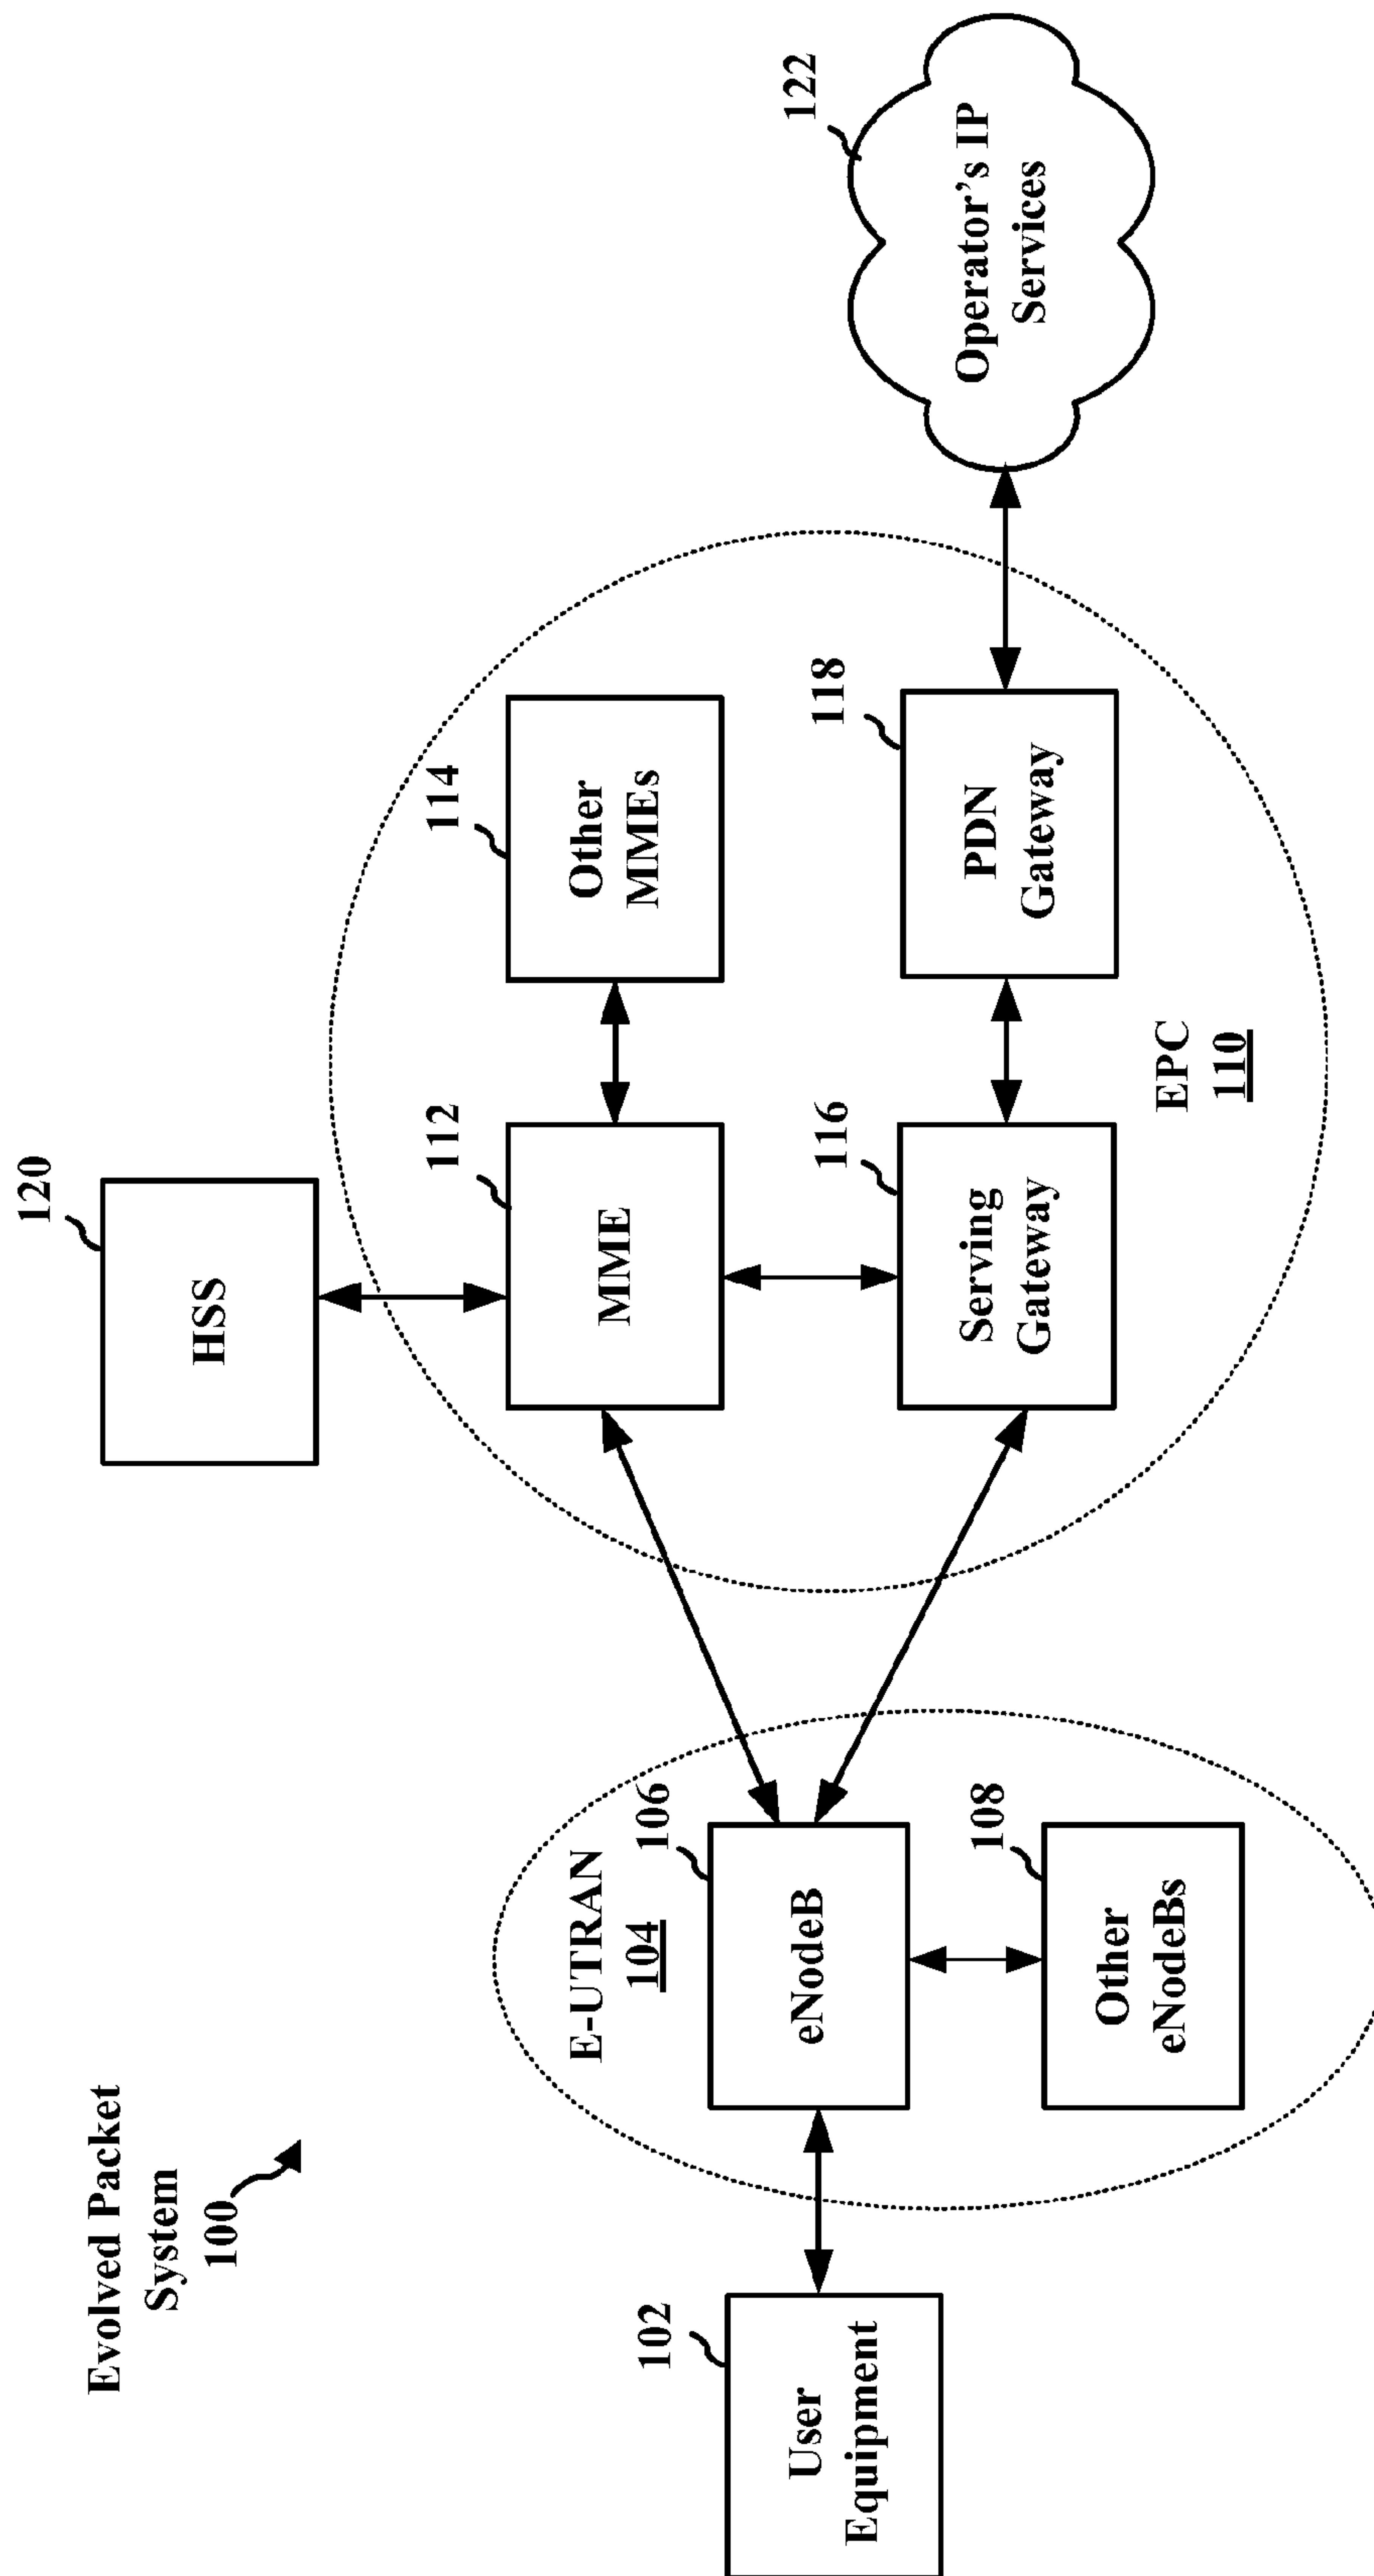 Evolved Packet
System
100
120
HSS
E-UTRAN
104
102
User
Equipment
106
eNodeB
108
Other
eNodeBs
112
MME
114
Other
MMEs
116
Serving
Gateway
118
PDN
Gateway
EPC
110
122
Operator's IP
Services